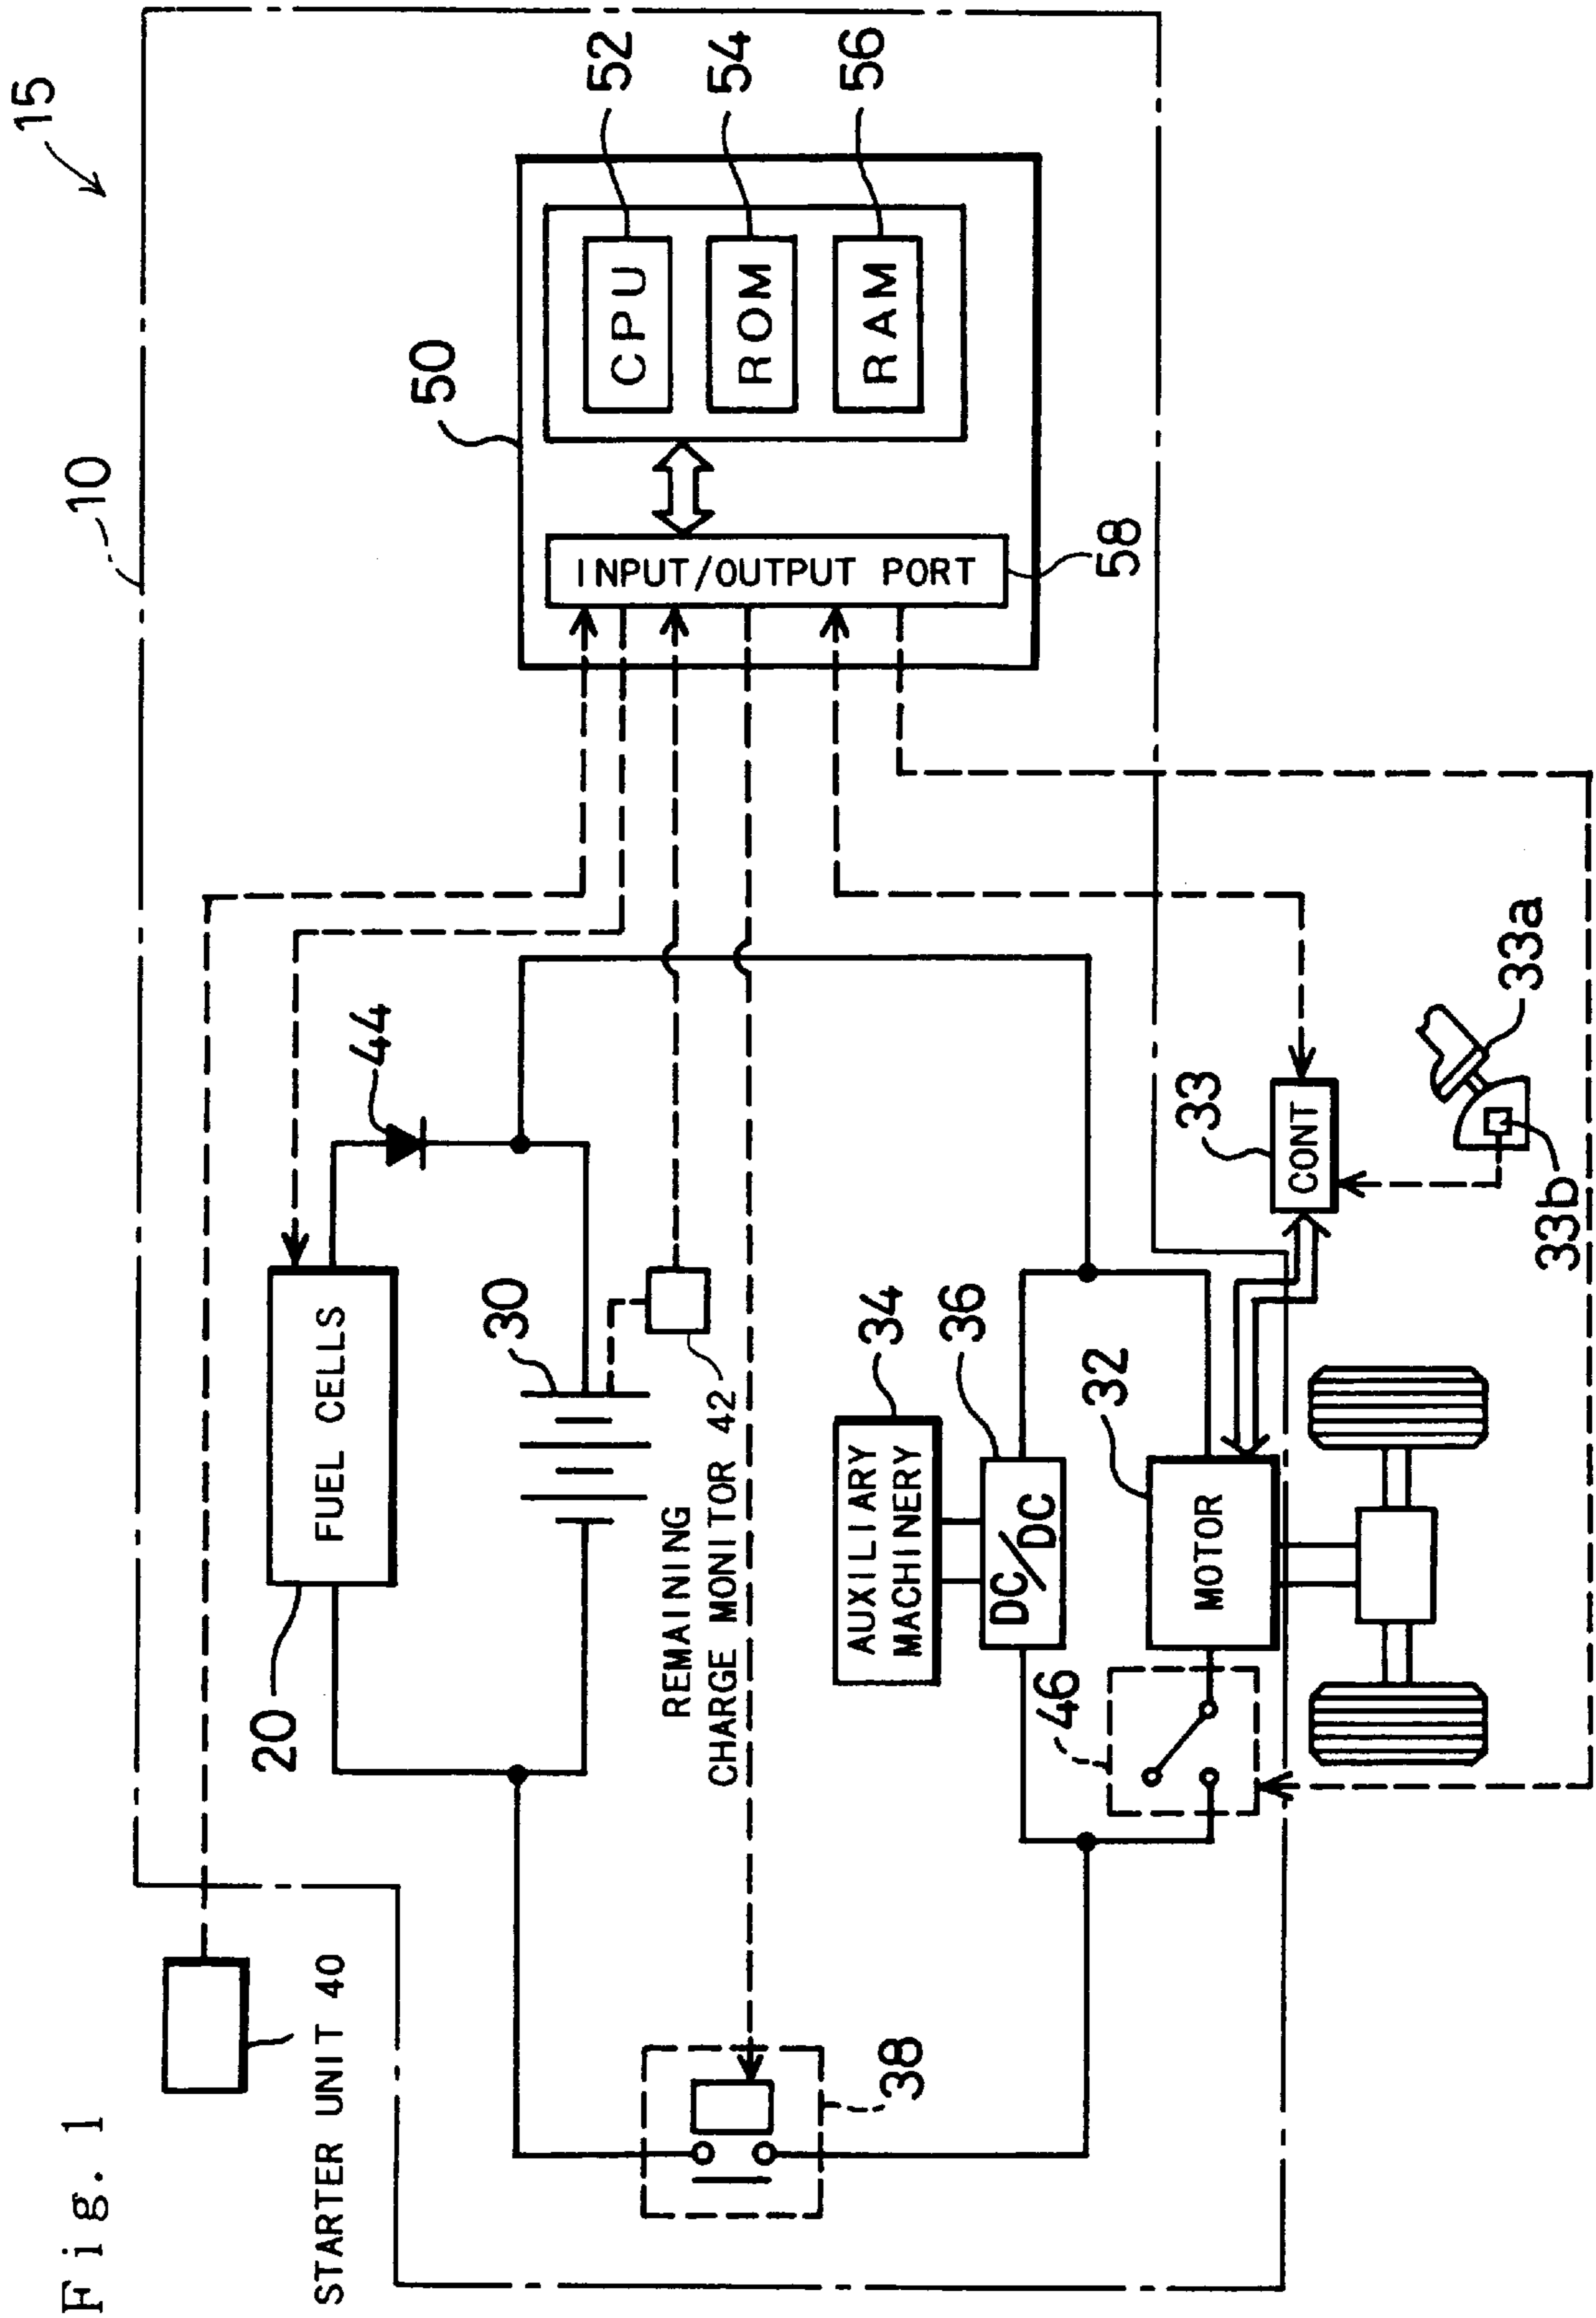 Fig. 1
15
10
STARTER UNIT 40
20
FUEL CELLS
44
50
CPU
52
ROM
54
RAM
56
INPUT/OUTPUT PORT
58
30
REMAINING
CHARGE MONITOR 42
38
AUXILIARY
MACHINERY
34
DC/DC
36
46
MOTOR
32
CONT
33
33a
33b